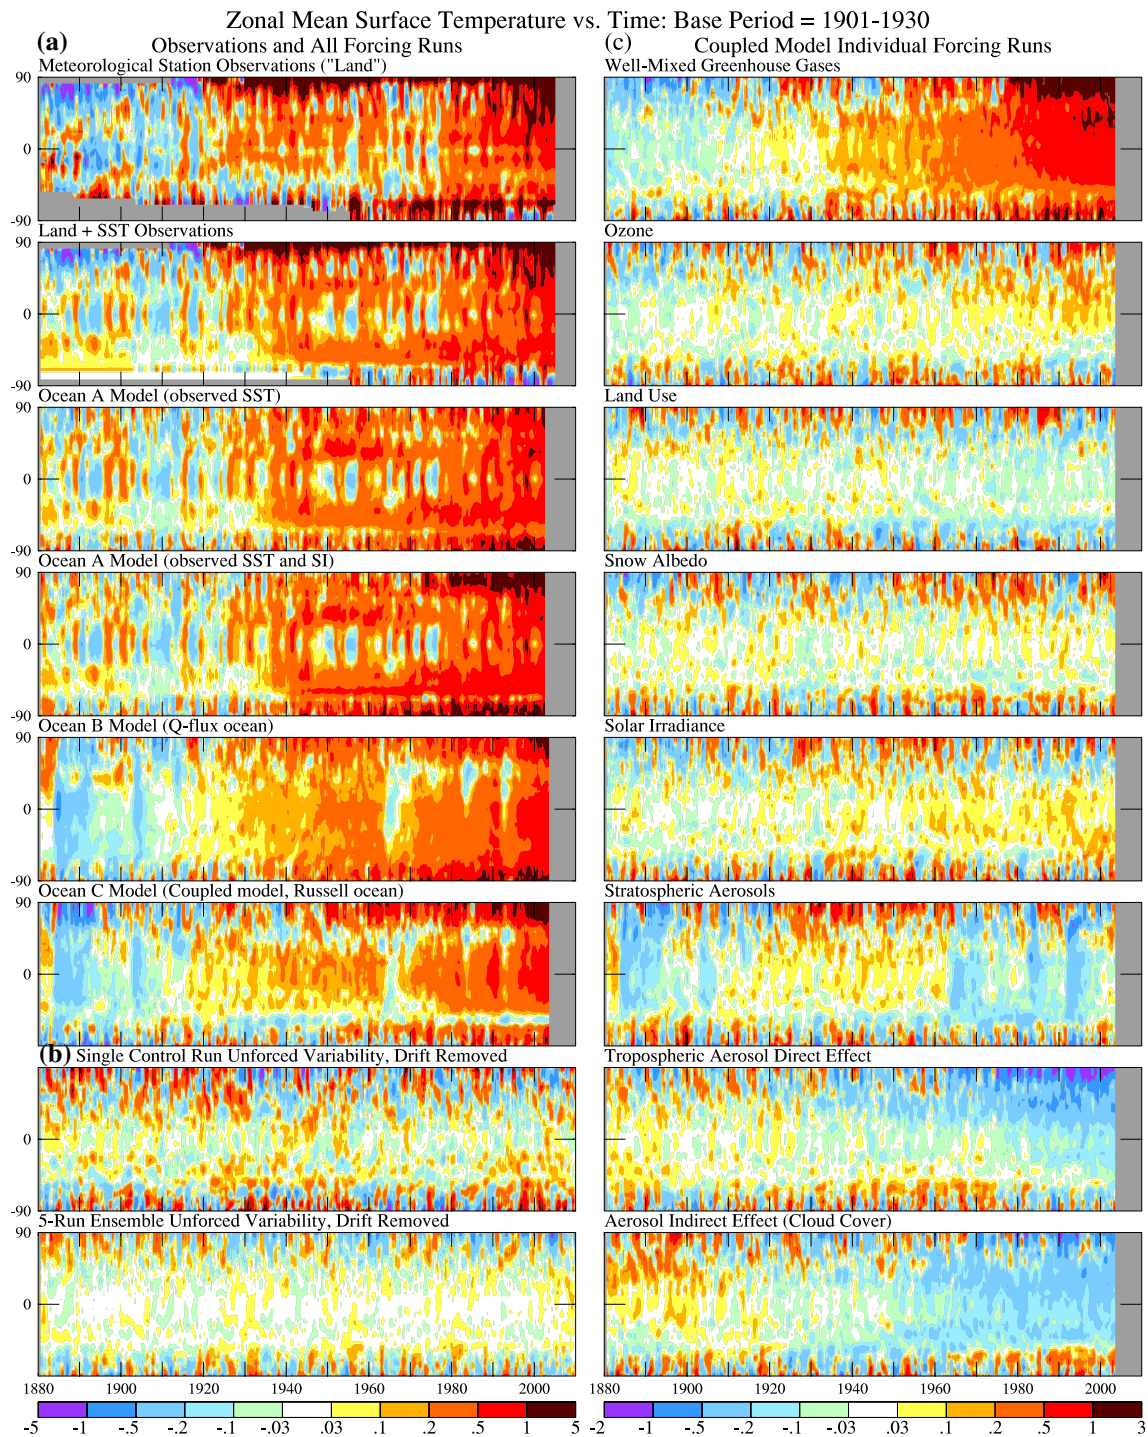 Zonal Mean Surface Temperature vs. Time: Base Period = 1901-1930
(a) Observations and All Forcing Runs
Meteorological Station Observations ("Land")
90
0
-90
Land + SST Observations
90
0
-90
Ocean A Model (observed SST)
90
0
-90
Ocean A Model (observed SST and SI)
90
0
-90
Ocean B Model (Q-flux ocean)
90
0
-90
Ocean C Model (Coupled model, Russell ocean)
90
0
(b) Single Control Run Unforced Variability, Drift Removed
0
-90
5-Run Ensemble Unforced Variability, Drift Removed
90
0
1880 1900 1920 1940 1960 1980 2000
-5 -1 -.5 -.2 -.1 -.03 .03 .1 .2 .5 1 5
(c) Coupled Model Individual Forcing Runs
Well-Mixed Greenhouse Gases
Ozone
Land Use
Snow Albedo
Solar Irradiance
Stratospheric Aerosols
Tropospheric Aerosol Direct Effect
Aerosol Indirect Effect (Cloud Cover)
1880 1900 1920 1940 1960 1980 2000
-2 -1 -.5 -.2 -.1 -.03 .03 .1 .2 .5 1 3